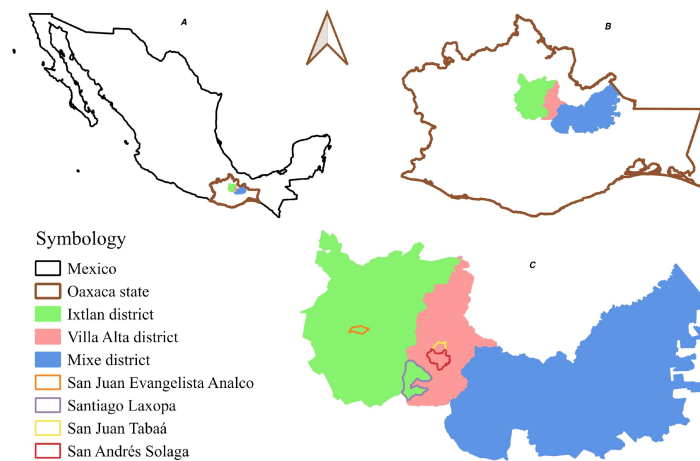 A
B
Symbology
Mexico
Oaxaca state
Ixtlan district
Villa Alta district
Mixe district
San Juan Evangelista Analco
Santiago Laxopa
San Juan Tabaá
San Andrés Solaga
C